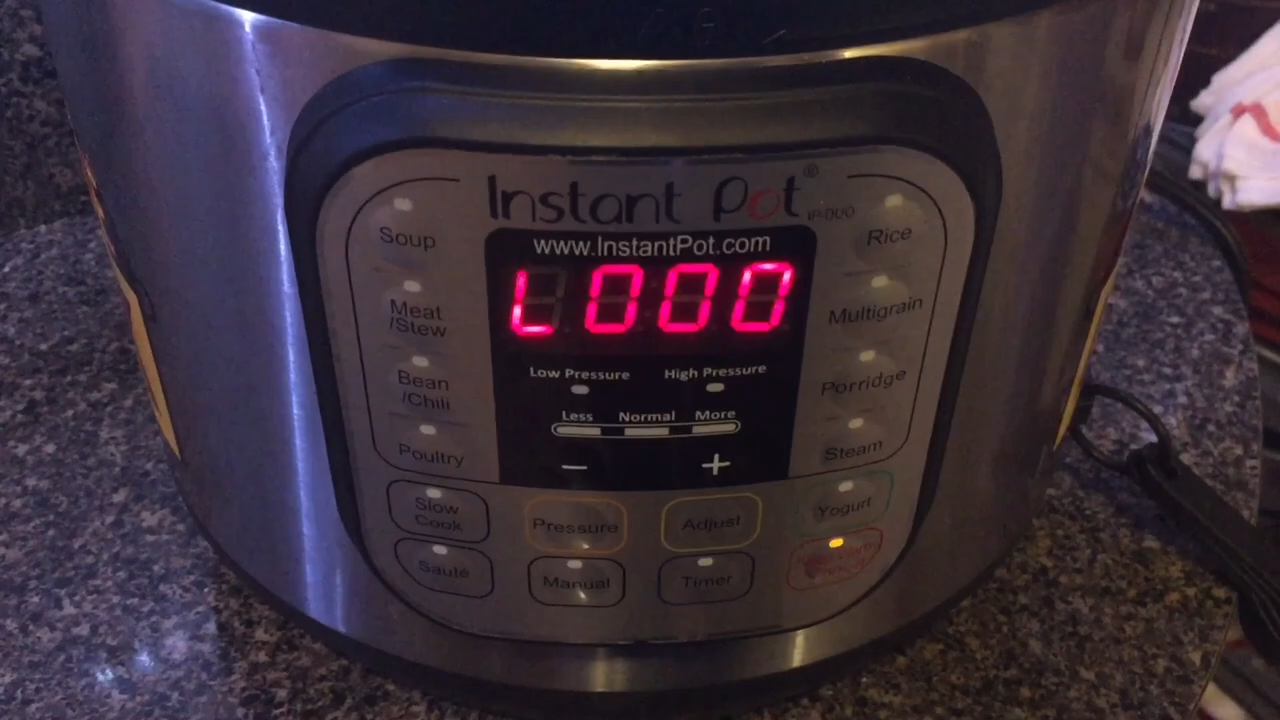 Instant Pot®
IP-DUO
www.InstantPot.com
L000
Soup
Meat
/Stew
Bean
/Chili
Poultry
Rice
Multigrain
Porridge
Steam
Low Pressure
High Pressure
Less Normal More
− +
Slow
Cook
Pressure
Adjust
Yogurt
Sauté
Manual
Timer